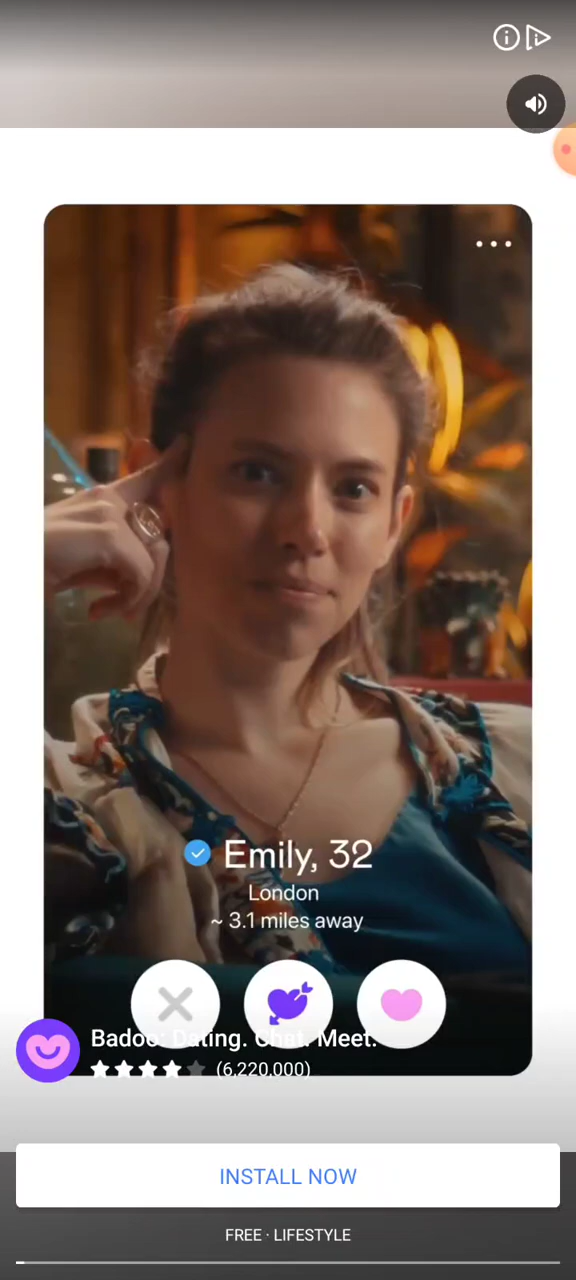 Emily, 32
London
~ 3.1 miles away
Badoo: Dating. Chat. Meet.
(6,220,000)
INSTALL NOW
FREE · LIFESTYLE